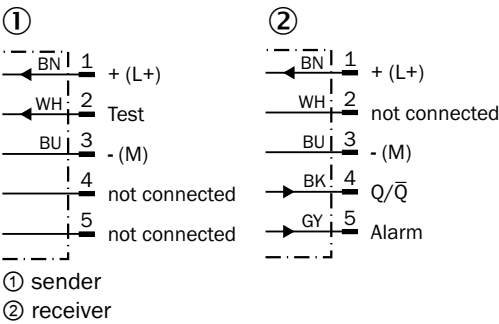 ①
BN 1 + (L+)
WH 2 Test
BU 3 - (M)
4 not connected
5 not connected
②
BN 1 + (L+)
WH 2 not connected
BU 3 - (M)
BK 4 Q/Q̅
GY 5 Alarm
① sender
② receiver